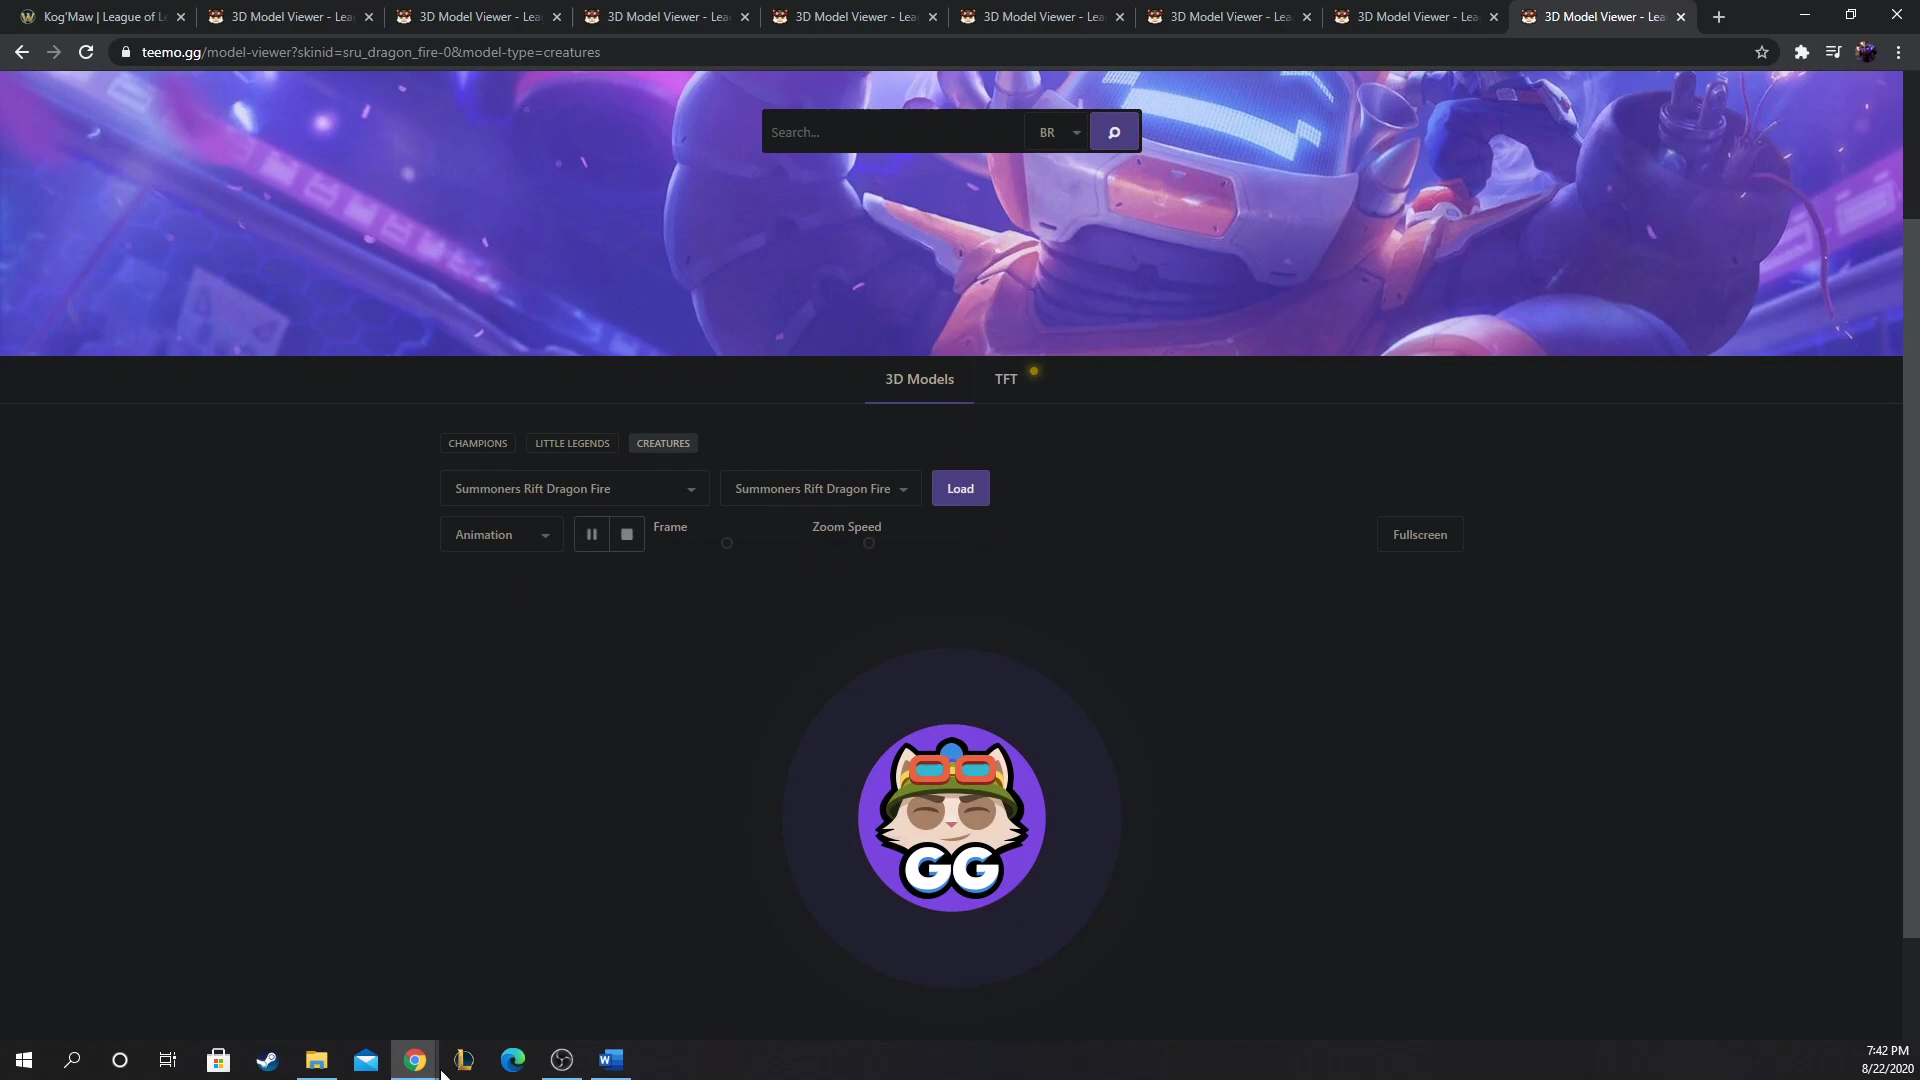 Kog'Maw | League of L
3D Model Viewer - Lea
3D Model Viewer - Lea
3D Model Viewer - Lea
3D Model Viewer - Lea
3D Model Viewer - Lea
3D Model Viewer - Lea
3D Model Viewer - Lea
3D Model Viewer - Lea
teemo.gg/model-viewer?skinid=sru_dragon_fire-0&model-type=creatures
Search...
BR
3D Models
TFT
CHAMPIONS
LITTLE LEGENDS
CREATURES
Summoners Rift Dragon Fire
Summoners Rift Dragon Fire
Load
Animation
Frame
Zoom Speed
Fullscreen
GG
7:42 PM
8/22/2020